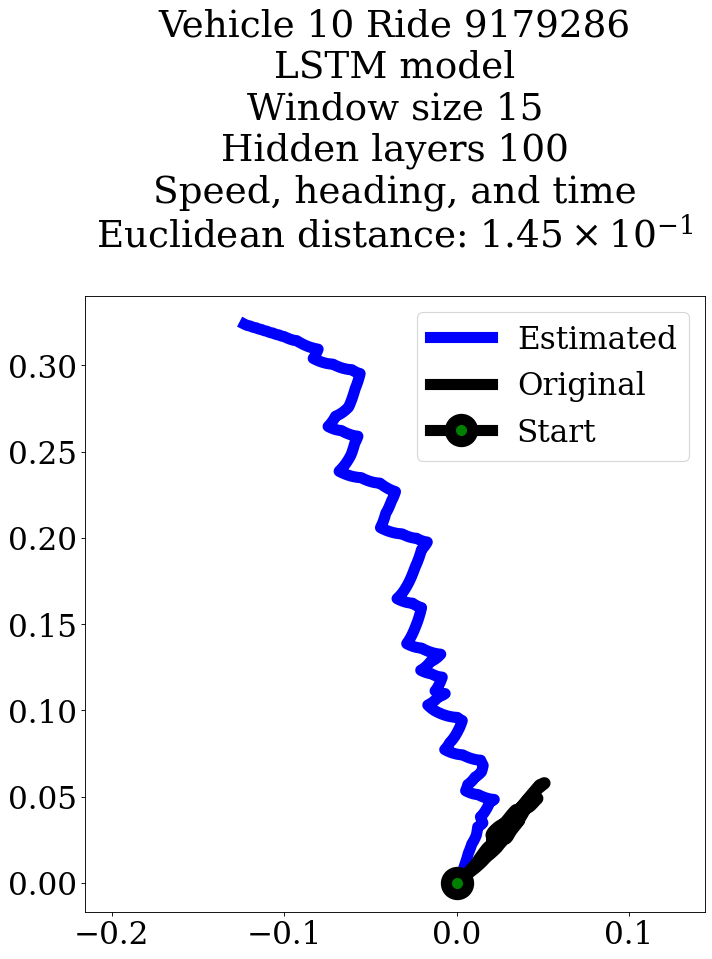 Vehicle 10 Ride 9179286
LSTM model
Window size 15
Hidden layers 100
Speed, heading, and time
Euclidean distance: 1.45 × 10⁻¹
Estimated
Original
Start
0.30
0.25
0.20
0.15
0.10
0.05
0.00
−0.2 −0.1 0.0 0.1